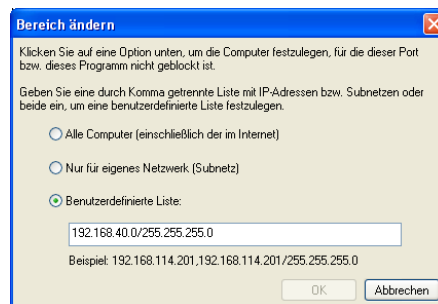 Bereich ändern
Klicken Sie auf eine Option unten, um die Computer festzulegen, für die dieser Port
bzw. dieses Programm nicht geblockt ist.
Geben Sie eine durch Komma getrennte Liste mit IP-Adressen bzw. Subnetzen oder
beide ein, um eine benutzerdefinierte Liste festzulegen.
Alle Computer (einschließlich der im Internet)
Nur für eigenes Netzwerk (Subnetz)
Benutzerdefinierte Liste:
192.168.40.0/255.255.255.0
Beispiel: 192.168.114.201,192.168.114.201/255.255.255.0
OK
Abbrechen